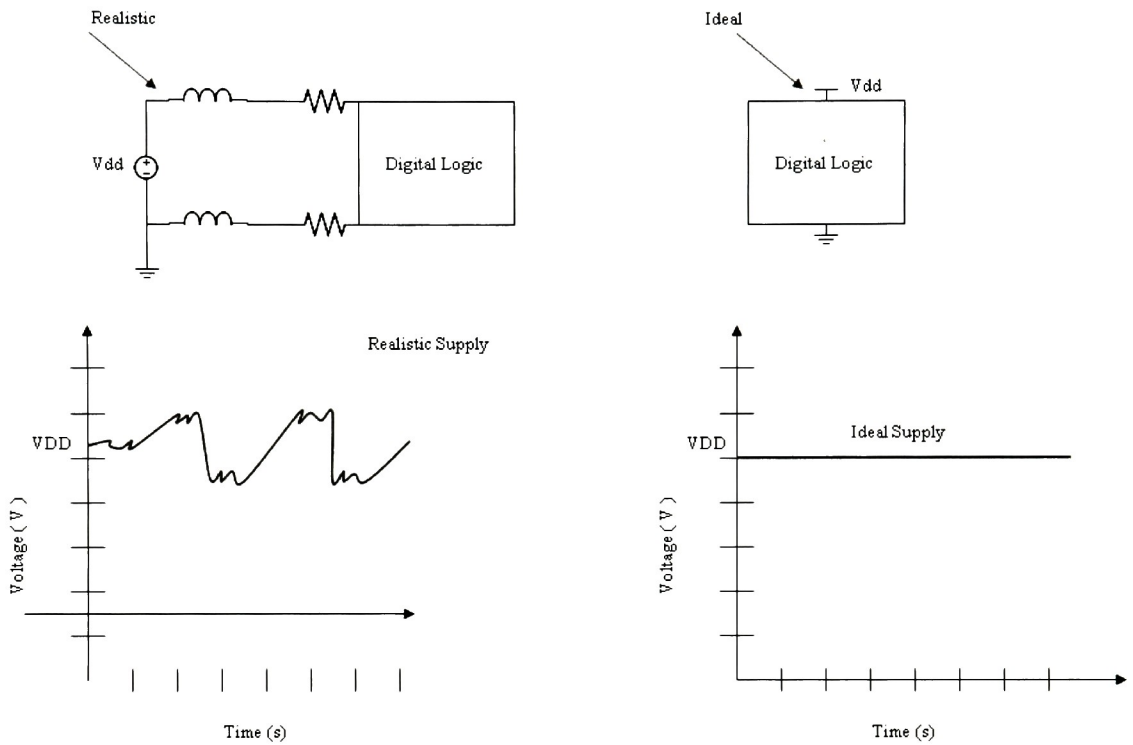 Realistic
Ideal
Vdd
Vdd
Digital Logic
Digital Logic
Realistic Supply
VDD
Voltage ( V )
Time (s)
VDD
Ideal Supply
Voltage ( V )
Time (s)